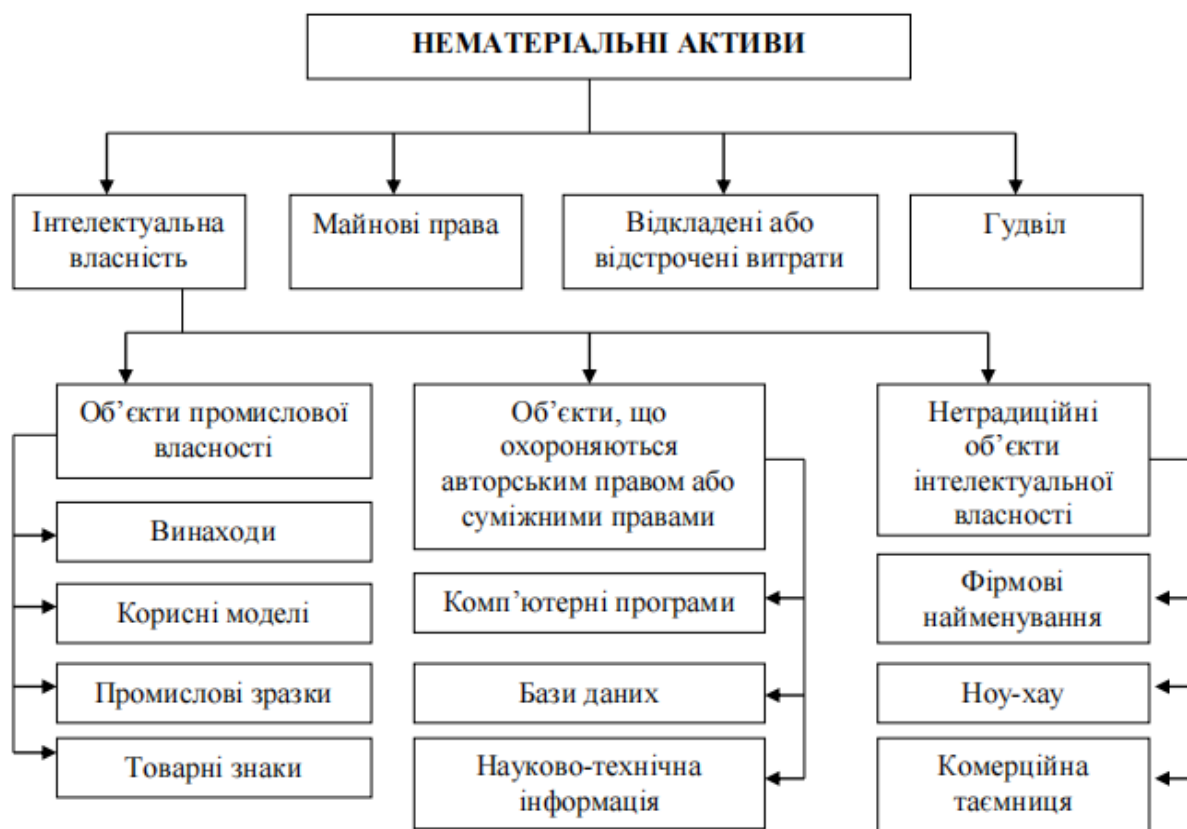 НЕМАТЕРІАЛЬНІ АКТИВИ
Інтелектуальна
власність
Майнові права
Відкладені або
відстрочені витрати
Гудвіл
Об’єкти промислової
власності
Винаходи
Корисні моделі
Промислові зразки
Товарні знаки
Об’єкти, що
охороняються
авторським правом або
суміжними правами
Комп’ютерні програми
Бази даних
Науково-технічна
інформація
Нетрадиційні
об’єкти
інтелектуальної
власності
Фірмові
найменування
Ноу-хау
Комерційна
таємниця